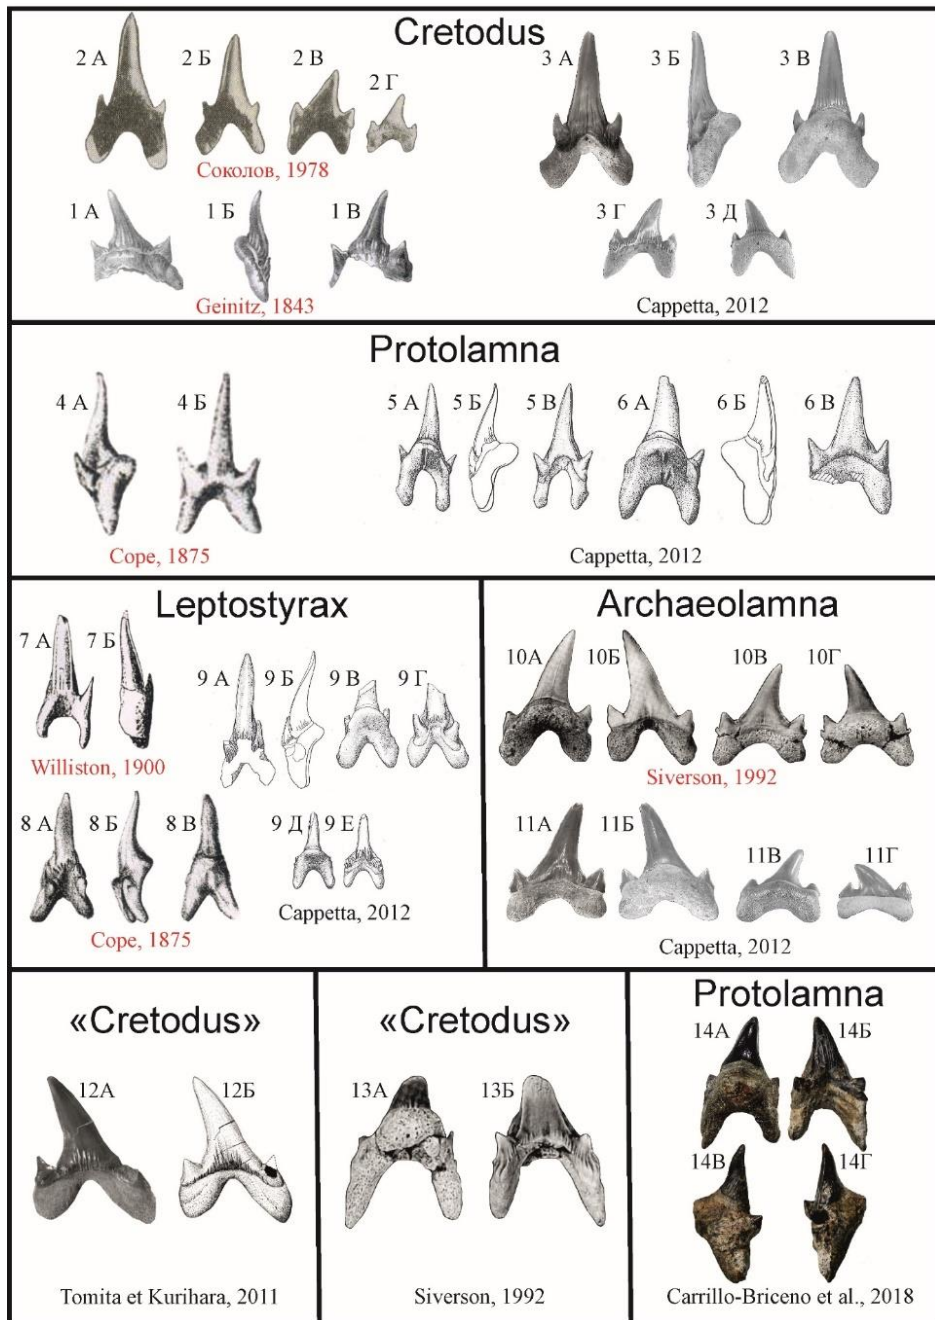 Cretodus
2 А 2 Б 2 В 2 Г
Соколов, 1978
1 А 1 Б 1 В
Geinitz, 1843
3 А 3 Б 3 В
3 Г 3 Д
Cappetta, 2012
Protolamna
4 А 4 Б
Cope, 1875
5 А 5 Б 5 В 6 А 6 Б 6 В
Cappetta, 2012
Leptostyrax
7 А 7 Б
Williston, 1900
8 А 8 Б 8 В
Cope, 1875
9 А 9 Б 9 В 9 Г
9 Д 9 Е
Cappetta, 2012
Archaeolamna
10А 10Б 10В 10Г
Siverson, 1992
11А 11Б 11В 11Г
Cappetta, 2012
«Cretodus»
12А 12Б
Tomita et Kurihara, 2011
«Cretodus»
13А 13Б
Siverson, 1992
Protolamna
14А 14Б
14В 14Г
Carrillo-Briceno et al., 2018